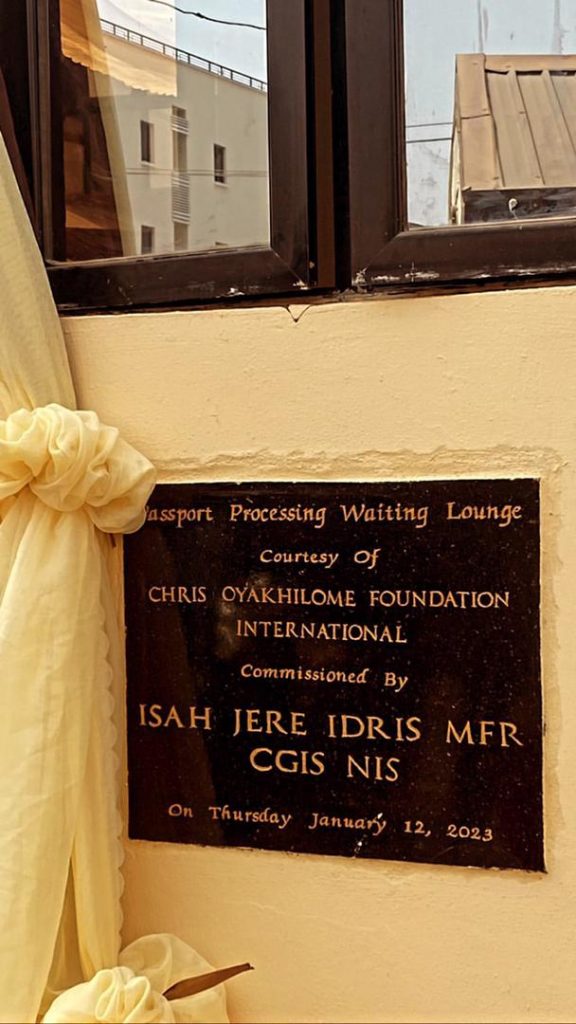 Passport Processing Waiting Lounge
Courtesy Of
CHRIS OYAKHILOME FOUNDATION
INTERNATIONAL
Commissioned By
ISAH JERE IDRIS MFR
CGIS NIS
On Thursday January 12, 2023